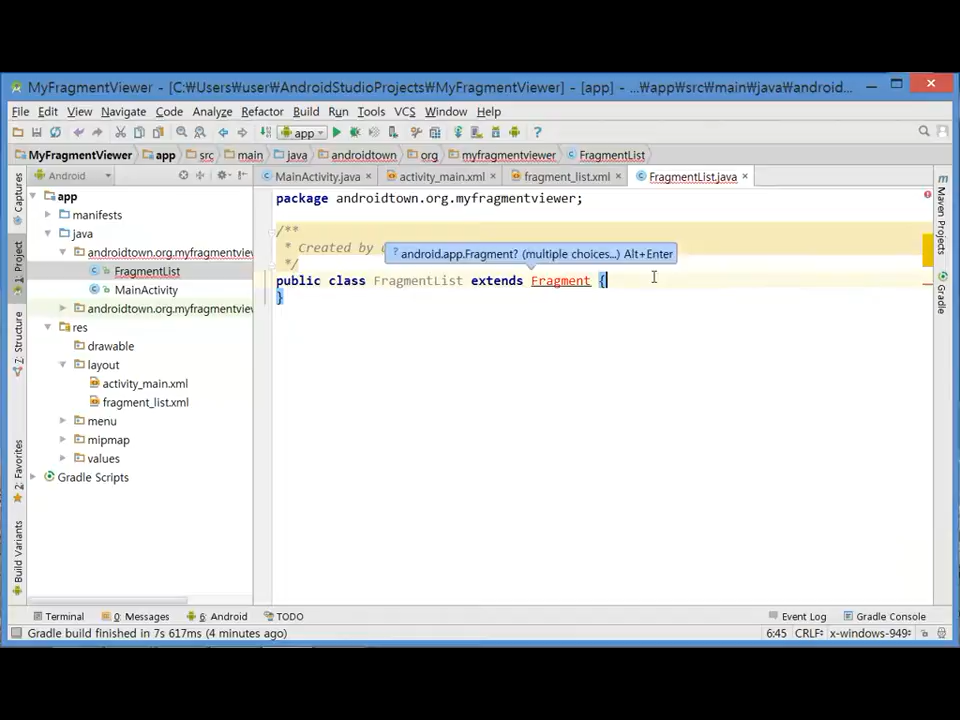 MyFragmentViewer - [C:₩Users₩user₩AndroidStudioProjects₩MyFragmentViewer] - [app] - ...₩app₩src₩main₩java₩android...
File Edit View Navigate Code Analyze Refactor Build Run Tools VCS Window Help
app
MyFragmentViewer app src main java androidtown org myfragmentviewer FragmentList
Android
MainActivity.java activity_main.xml fragment_list.xml FragmentList.java
Captures
1: Project
7: Structure
2: Favorites
Build Variants
app
manifests
java
androidtown.org.myfragmentviev
FragmentList
MainActivity
androidtown.org.myfragmentviev
res
drawable
layout
activity_main.xml
fragment_list.xml
menu
mipmap
values
Gradle Scripts
package androidtown.org.myfragmentviewer;
/**
* Created by
? android.app.Fragment? (multiple choices...) Alt+Enter
*/
public class FragmentList extends Fragment {
}
Maven Projects
Gradle
Terminal 0: Messages 6: Android TODO Event Log Gradle Console
Gradle build finished in 7s 617ms (4 minutes ago) 6:45 CRLF÷ x-windows-949÷